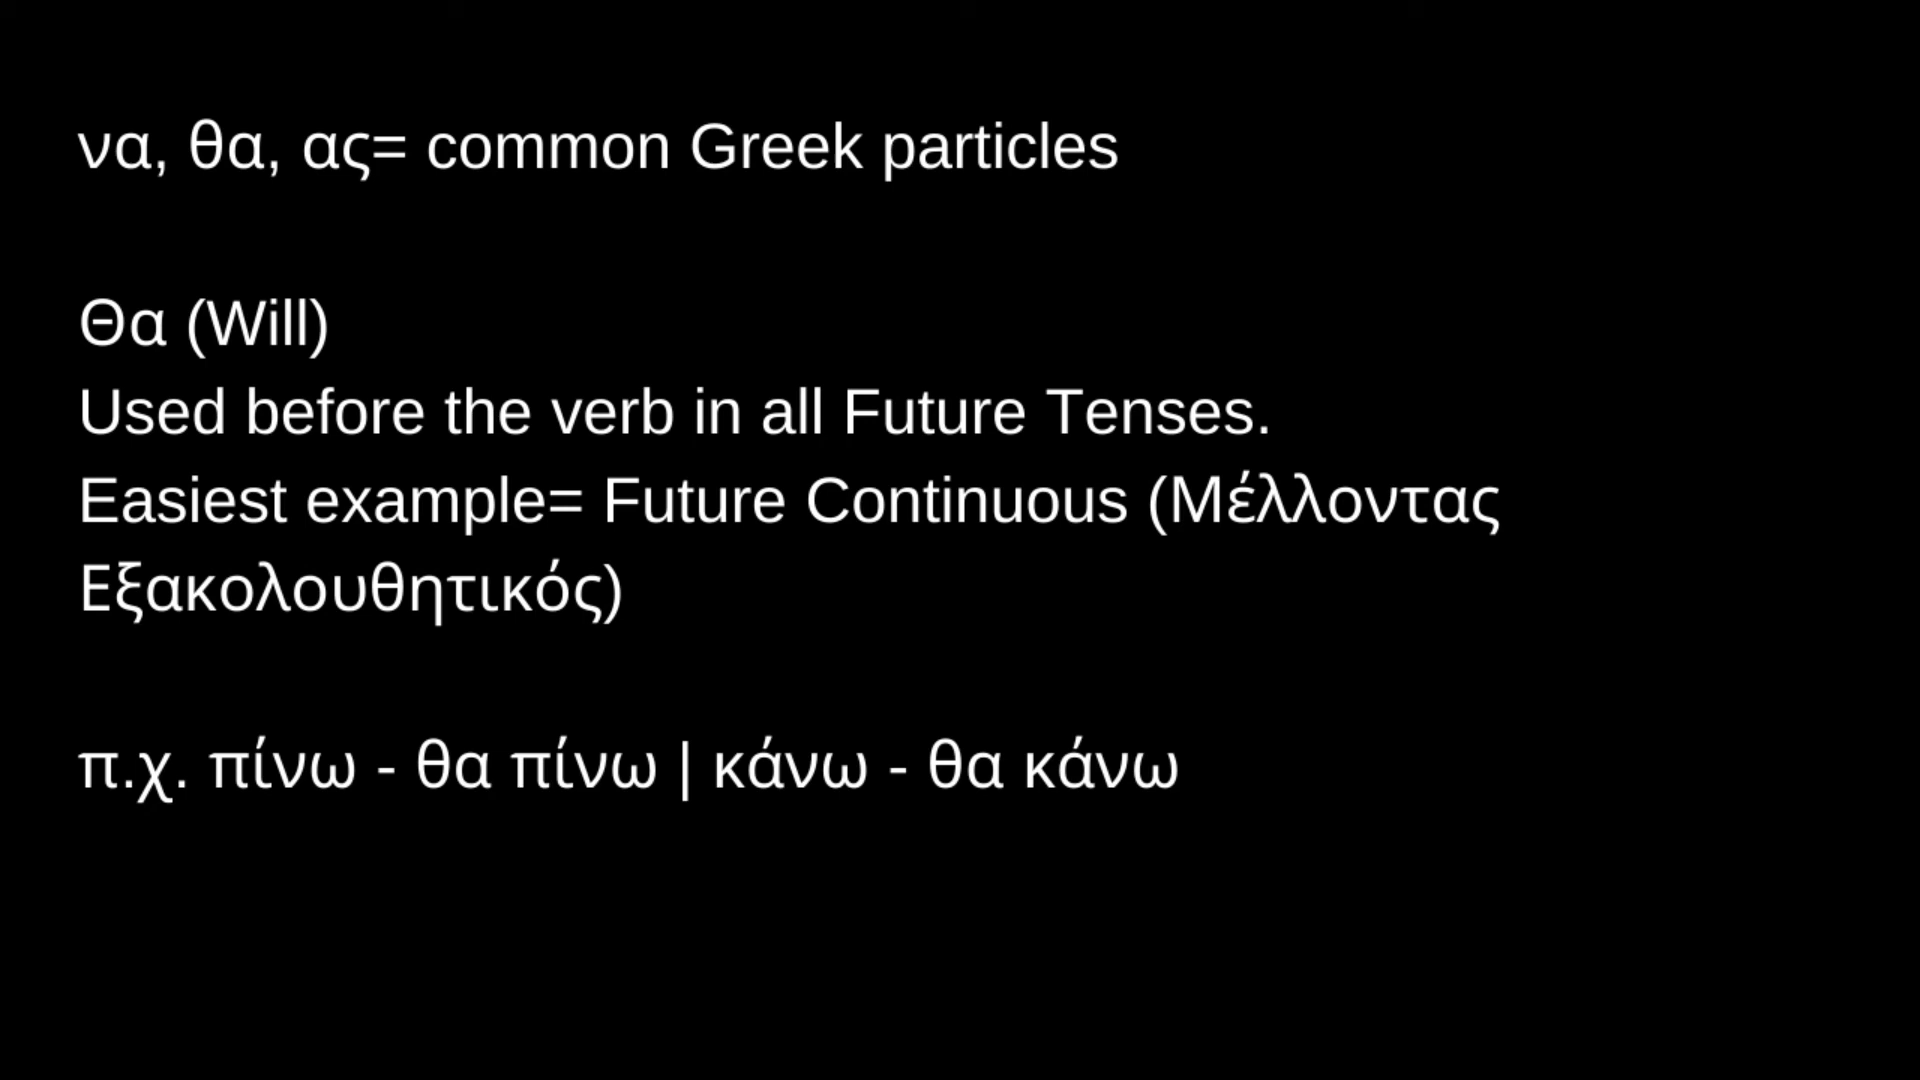 να, θα, ας= common Greek particles
Θα (Will)
Used before the verb in all Future Tenses.
Easiest example= Future Continuous (Μέλλοντας
Εξακολουθητικός)
π.χ. πίνω - θα πίνω | κάνω - θα κάνω